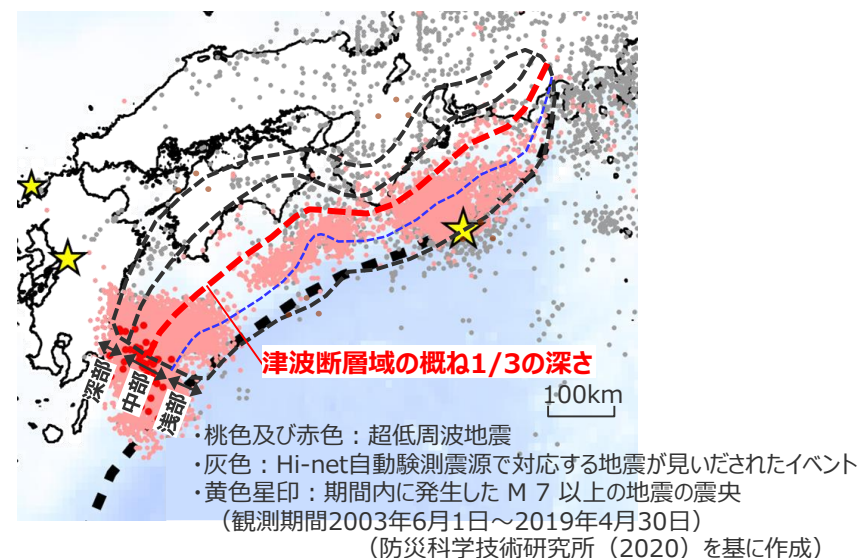 深部
中部
浅部
津波断層域の概ね1/3の深さ
100km
・桃色及び赤色：超低周波地震
・灰色：Hi-net自動験測震源で対応する地震が見いだされたイベント
・黄色星印：期間内に発生したＭ７以上の地震の震央
（観測期間2003年6月1日～2019年4月30日）
（防災科学技術研究所（2020）を基に作成）